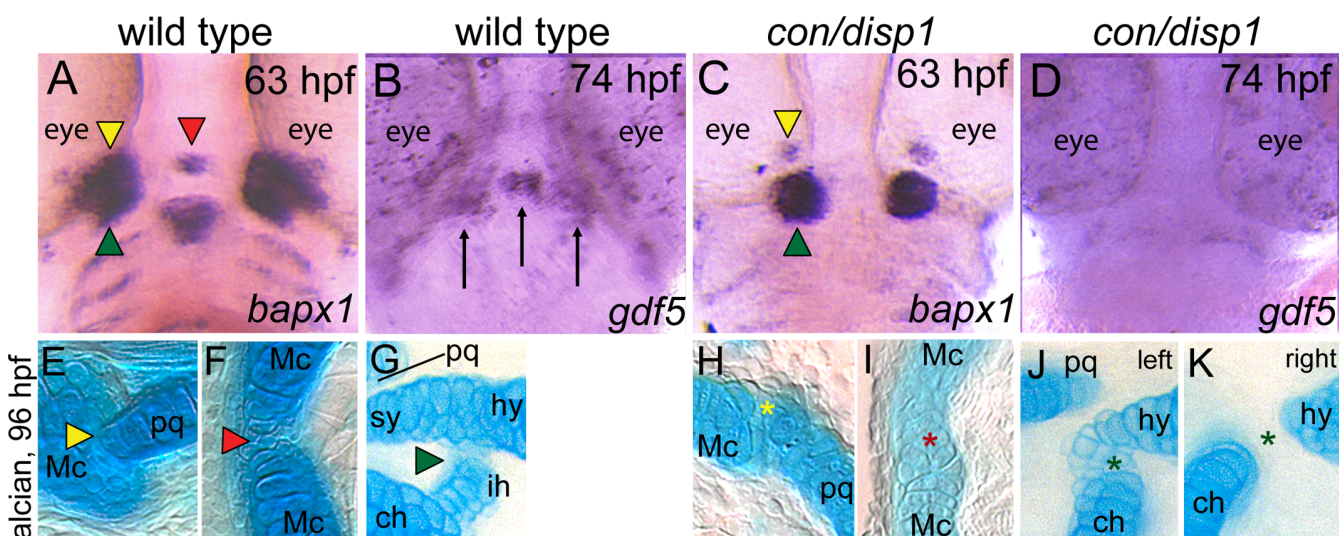 wild type
wild type
con/disp1
con/disp1
A
63 hpf
eye
eye
bapx1
B
74 hpf
eye
eye
gdf5
C
63 hpf
eye
eye
bapx1
D
74 hpf
eye
eye
gdf5
alcian, 96 hpf
E
pq
Mc
F
Mc
Mc
G
pq
sy
hy
ih
ch
H
*
Mc
pq
I
Mc
*
Mc
J
pq
left
hy
*
ch
K
right
hy
*
ch